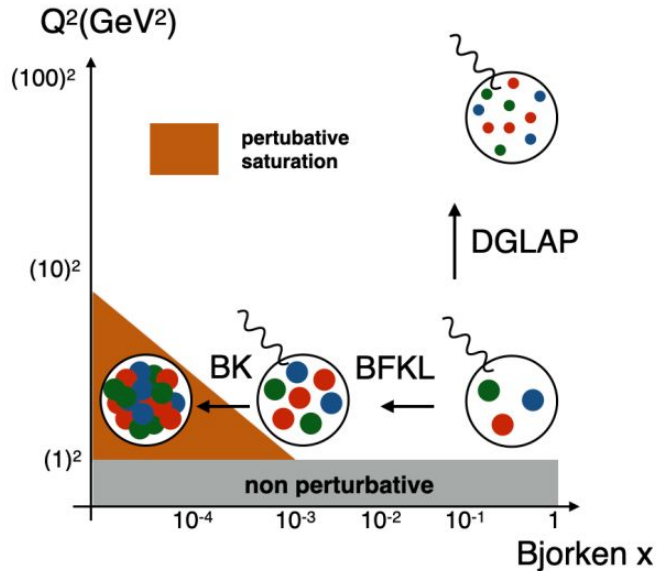 Q²(GeV²)
(100)²
pertubative
saturation
DGLAP
(10)²
BK
BFKL
(1)²
non perturbative
10⁻⁴
10⁻³
10⁻²
10⁻¹
1
Bjorken x